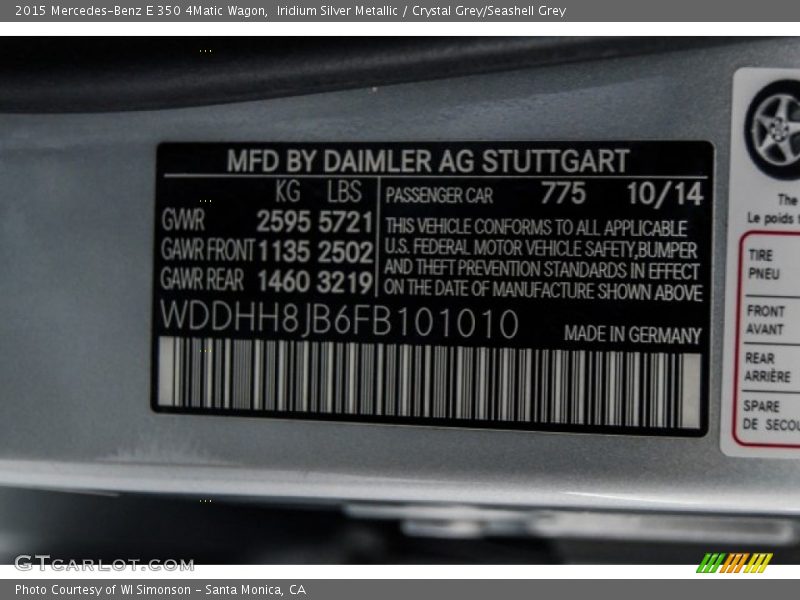 2015 Mercedes-Benz E 350 4Matic Wagon, Iridium Silver Metallic / Crystal Grey/Seashell Grey
MFD BY DAIMLER AG STUTTGART
KG LBS
GVWR 2595 5721
GAWR FRONT 1135 2502
GAWR REAR 1460 3219
PASSENGER CAR 775 10/14
THIS VEHICLE CONFORMS TO ALL APPLICABLE
U.S. FEDERAL MOTOR VEHICLE SAFETY,BUMPER
AND THEFT PREVENTION STANDARDS IN EFFECT
ON THE DATE OF MANUFACTURE SHOWN ABOVE
WDDHH8JB6FB101010
MADE IN GERMANY
The
Le poids
TIRE
PNEU
FRONT
AVANT
REAR
ARRIÈRE
SPARE
DE SECOU
GTCARLOT.COM
Photo Courtesy of WI Simonson - Santa Monica, CA